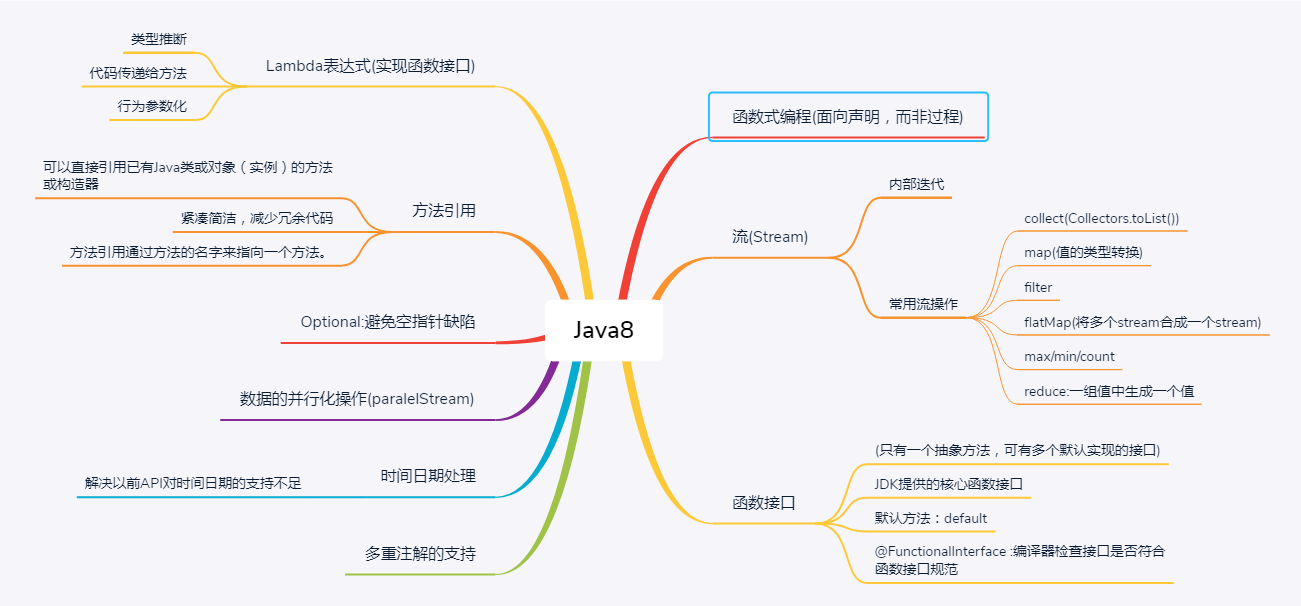 Java8
函数式编程(面向声明，而非过程)
流(Stream)
内部迭代
常用流操作
collect(Collectors.toList())
map(值的类型转换)
filter
flatMap(将多个stream合成一个stream)
max/min/count
reduce:一组值中生成一个值
函数接口
(只有一个抽象方法，可有多个默认实现的接口)
JDK提供的核心函数接口
默认方法：default
@FunctionalInterface :编译器检查接口是否符合
函数接口规范
Lambda表达式(实现函数接口)
类型推断
代码传递给方法
行为参数化
方法引用
可以直接引用已有Java类或对象（实例）的方法
或构造器
紧凑简洁，减少冗余代码
方法引用通过方法的名字来指向一个方法。
Optional:避免空指针缺陷
数据的并行化操作(paralelStream)
时间日期处理
解决以前API对时间日期的支持不足
多重注解的支持